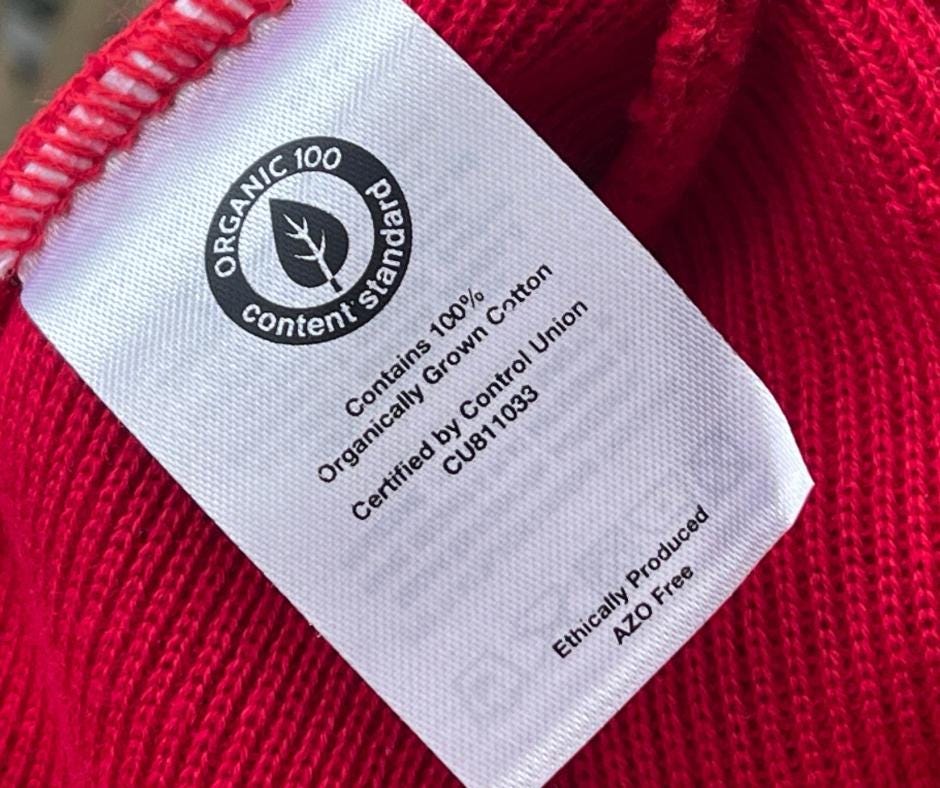 ORGANIC 100
content standard
Contains 100%
Organically Grown Cotton
Certified by Control Union
CU811033
Ethically Produced
AZO Free